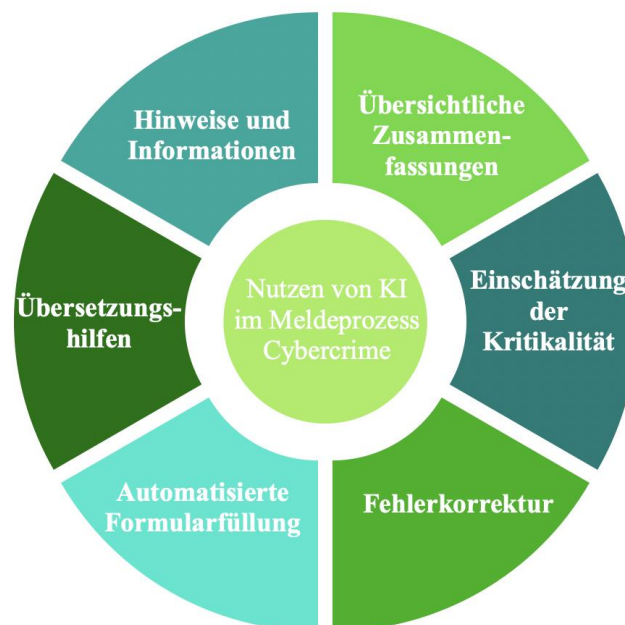 Hinweise und
Informationen
Übersichtliche
Zusammen-
fassungen
Einschätzung
der
Kritikalität
Fehlerkorrektur
Automatisierte
Formularfüllung
Übersetzungs-
hilfen
Nutzen von KI
im Meldeprozess
Cybercrime